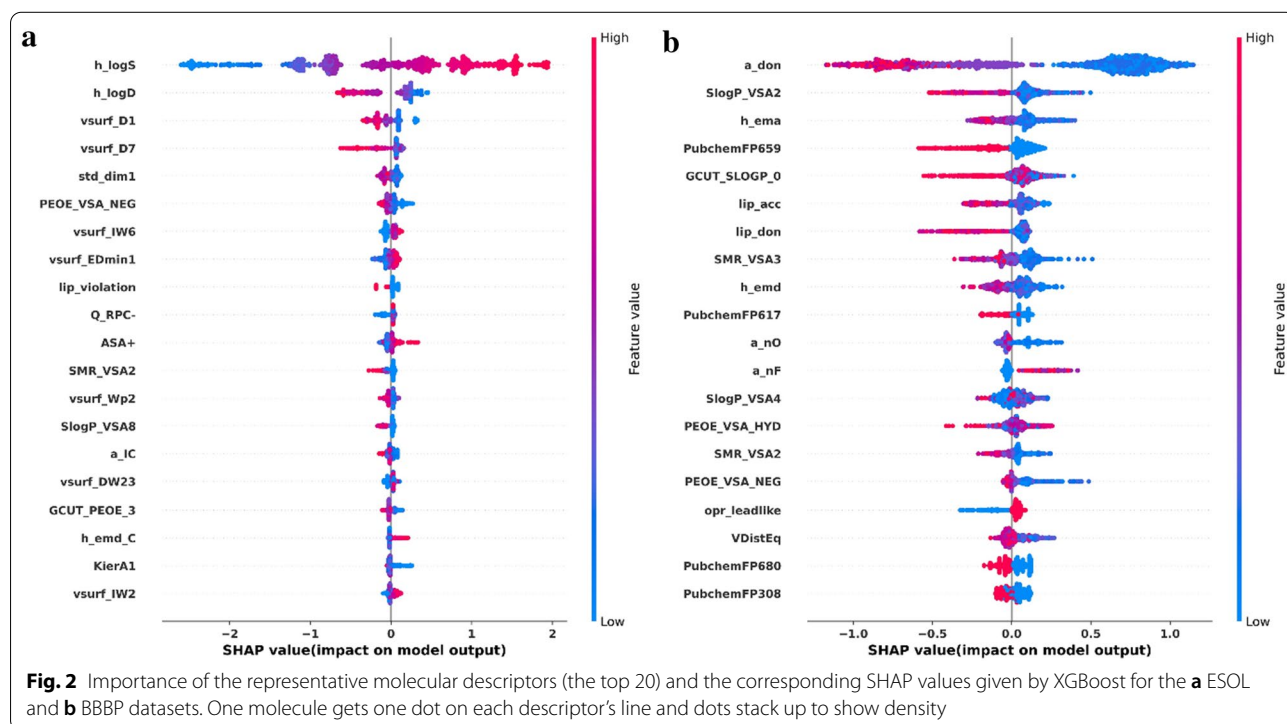 a
h_logS
h_logD
vsurf_D1
vsurf_D7
std_dim1
PEOE_VSA_NEG
vsurf_IW6
vsurf_EDmin1
lip_violation
Q_RPC-
ASA+
SMR_VSA2
vsurf_Wp2
SlogP_VSA8
a_IC
vsurf_DW23
GCUT_PEOE_3
h_emd_C
KierA1
vsurf_IW2
−2 −1 0 1 2
SHAP value(impact on model output)
High
Feature value
Low
b
a_don
SlogP_VSA2
h_ema
PubchemFP659
GCUT_SLOGP_0
lip_acc
lip_don
SMR_VSA3
h_emd
PubchemFP617
a_nO
a_nF
SlogP_VSA4
PEOE_VSA_HYD
SMR_VSA2
PEOE_VSA_NEG
opr_leadlike
VDistEq
PubchemFP680
PubchemFP308
−1.0 −0.5 0.0 0.5 1.0
SHAP value(impact on model output)
High
Feature value
Low
Fig. 2 Importance of the representative molecular descriptors (the top 20) and the corresponding SHAP values given by XGBoost for the a ESOL
and b BBBP datasets. One molecule gets one dot on each descriptor's line and dots stack up to show density